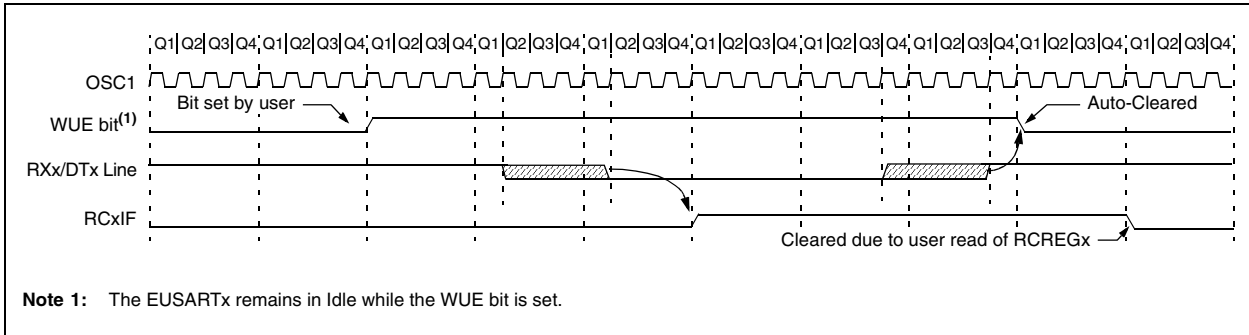 Q1 Q2 Q3 Q4 Q1 Q2 Q3 Q4 Q1 Q2 Q3 Q4 Q1 Q2 Q3 Q4 Q1 Q2 Q3 Q4 Q1 Q2 Q3 Q4 Q1 Q2 Q3 Q4 Q1 Q2 Q3 Q4 Q1 Q2 Q3 Q4 Q1 Q2 Q3 Q4
OSC1
Bit set by user
Auto-Cleared
WUE bit(1)
RXx/DTx Line
RCxIF
Cleared due to user read of RCREGx
Note 1: The EUSARTx remains in Idle while the WUE bit is set.